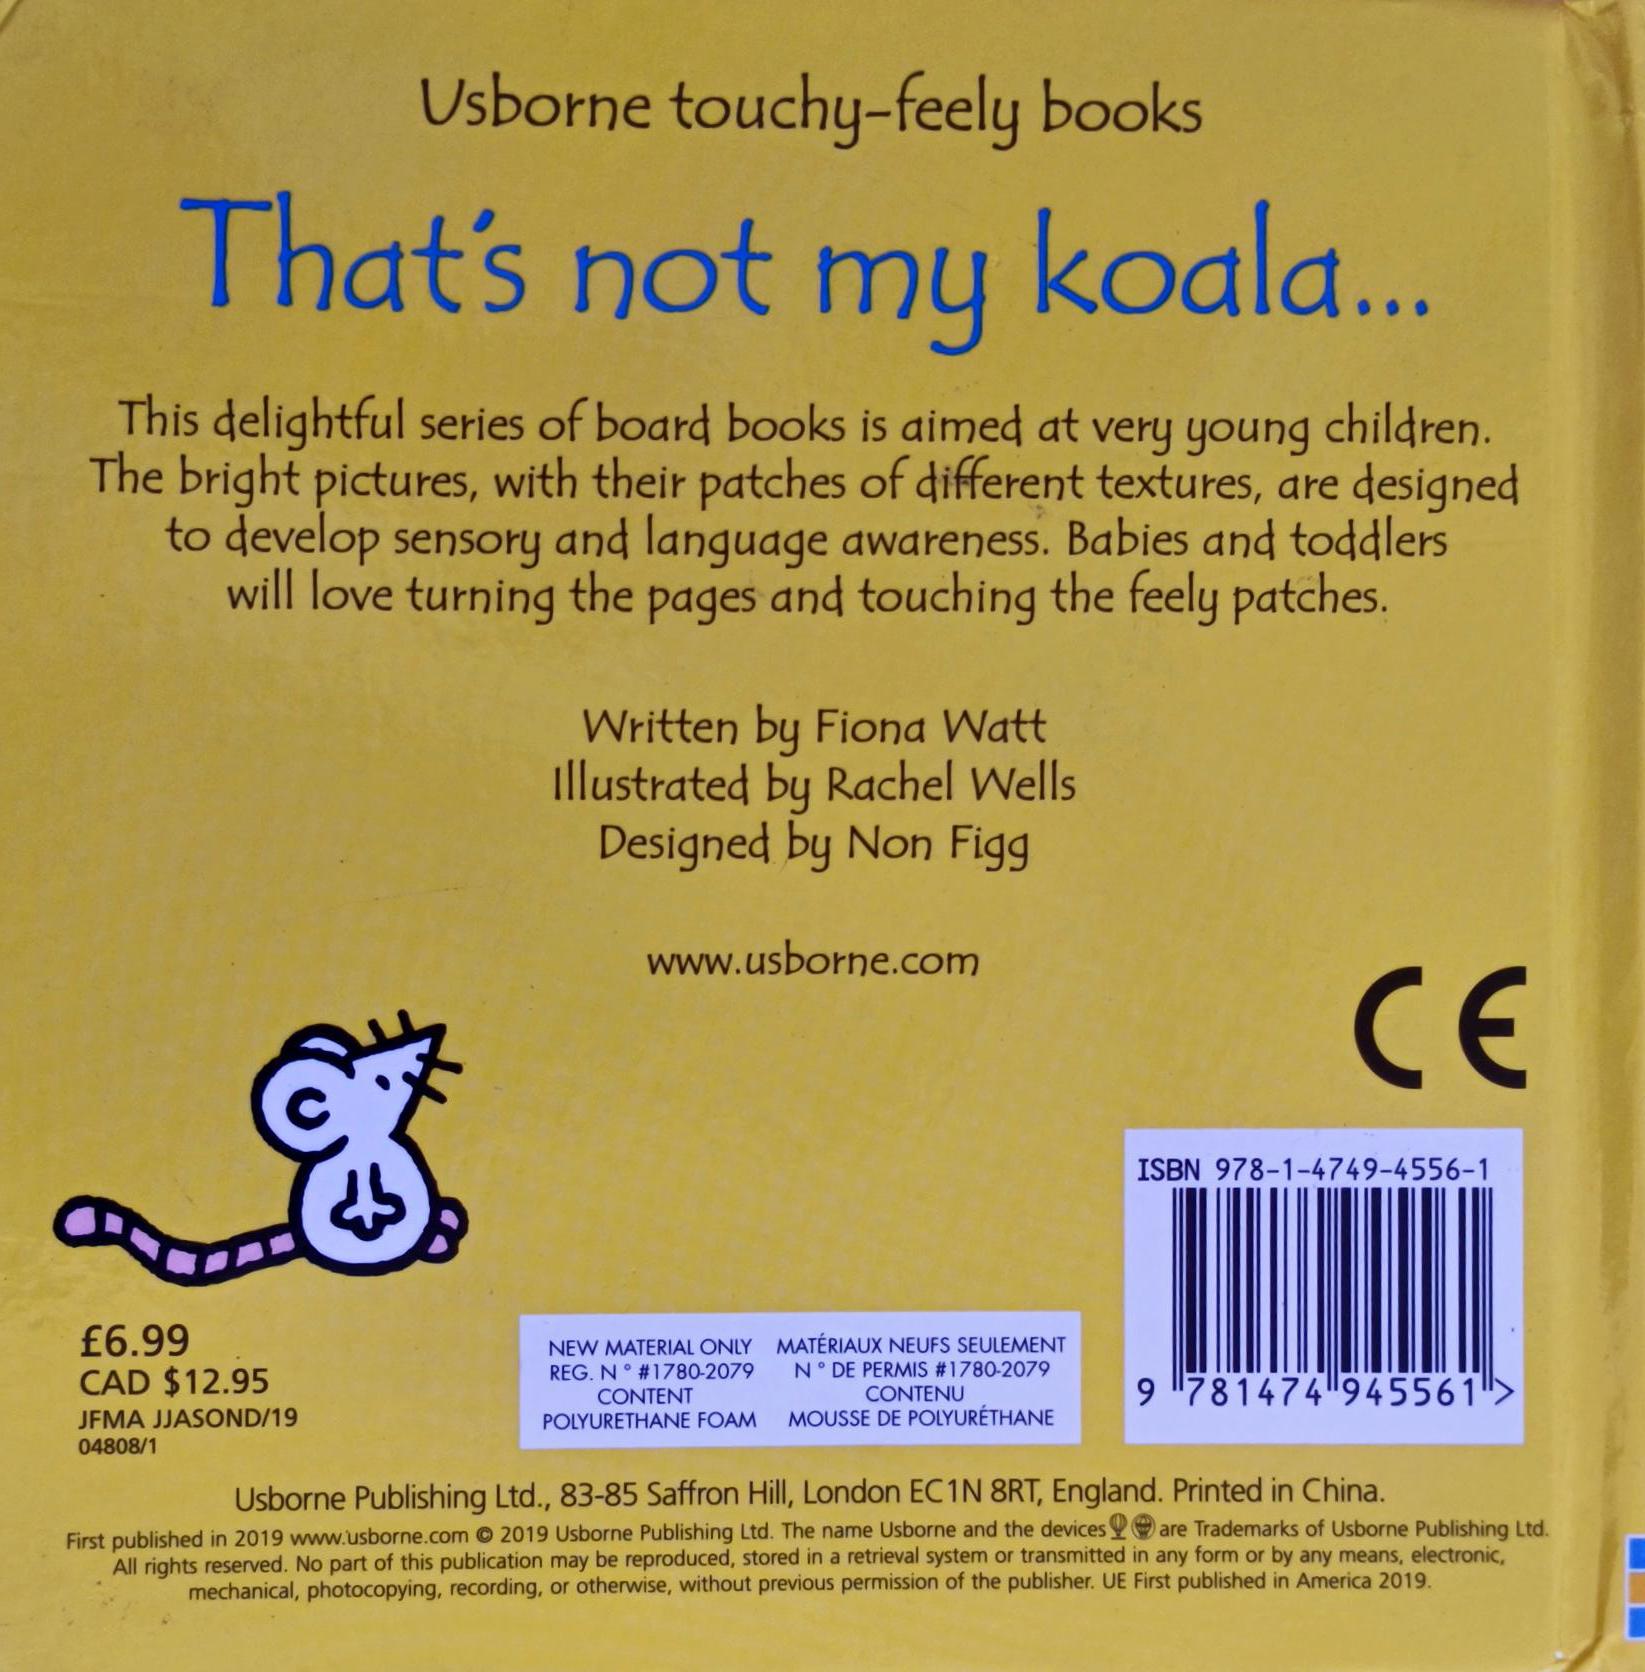 Usborne touchy-feely books
That's not my koala...
This delightful series of board books is aimed at very young children.
The bright pictures, with their patches of different textures, are designed
to develop sensory and language awareness. Babies and toddlers
will love turning the pages and touching the feely patches.
Written by Fiona Watt
Illustrated by Rachel Wells
Designed by Non Figg
www.usborne.com
CE
ISBN 978-1-4749-4556-1
9 781474 945561 >
£6.99
CAD $12.95
JFMA JJASOND/19
04808/1
NEW MATERIAL ONLY
REG. N° #1780-2079
CONTENT
POLYURETHANE FOAM
MATÉRIAUX NEUFS SEULEMENT
N° DE PERMIS #1780-2079
CONTENU
MOUSSE DE POLYURÉTHANE
Usborne Publishing Ltd., 83-85 Saffron Hill, London EC1N 8RT, England. Printed in China.
First published in 2019 www.usborne.com © 2019 Usborne Publishing Ltd. The name Usborne and the devices are Trademarks of Usborne Publishing Ltd.
All rights reserved. No part of this publication may be reproduced, stored in a retrieval system or transmitted in any form or by any means, electronic,
mechanical, photocopying, recording, or otherwise, without previous permission of the publisher. UE First published in America 2019.